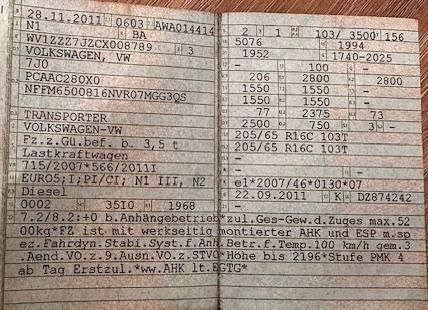 28.11.2011 0603 AWA014414
N1 BA
WV1ZZZ7JZCX008789 3
VOLKSWAGEN, VW
7J0
PCAAC280X0
NFFM6500816NVR07MGG3QS
TRANSPORTER
VOLKSWAGEN-VW
Fz.z.Gü.bef. b. 3,5 t
Lastkraftwagen
715/2007*566/2011I
EURO5;I;PI/CI; N1 III, N2
Diesel
0002 35I0 1968
2 1 103/ 3500 156
5076 1994
1952 1740-2025
- 100 -
206 2800 2800
1550 1550 -
1550 1550 -
77 2375 73
2500 750 3 -
205/65 R16C 103T
205/65 R16C 103T
-
-
e1*2007/46*0130*07
22.09.2011 K DZ874242
-
7.2/8.2:+0 b.Anhängebetrieb*zul.Ges-Gew.d.Zuges max.52
00kg*FZ ist mit werkseitig montierter AHK und ESP m.sp
ez.Fahrdyn.Stabi.Syst.f.Anh.Betr.f.Temp.100 km/h gem.3
.Aend.VO.z.9.Ausn.VO.z.STVO*Höhe bis 2196*Stufe PMK 4
ab Tag Erstzul.*ww.AHK lt.EGTG*